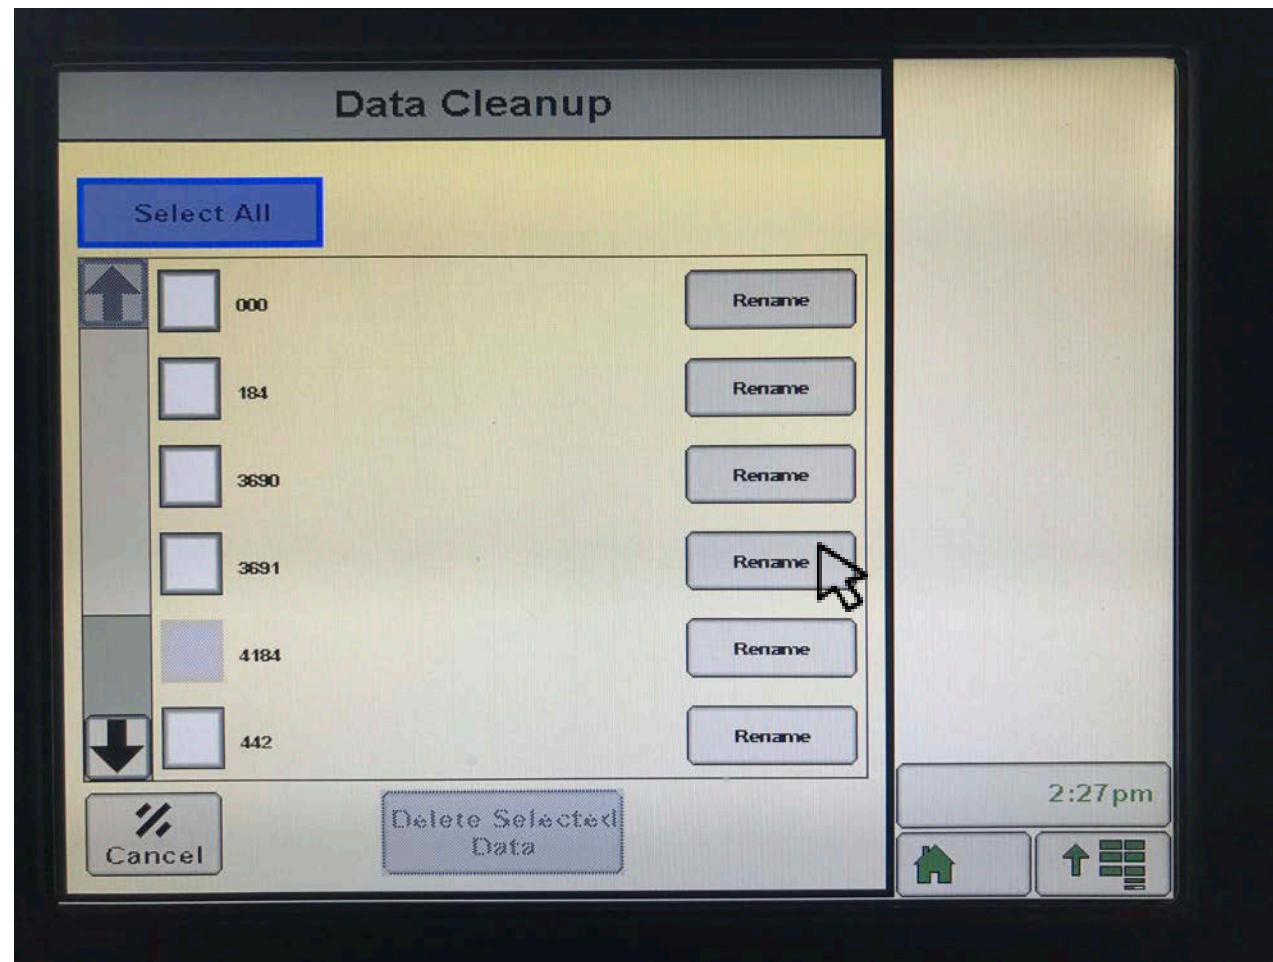 Data Cleanup
Select All
000
Rename
184
Rename
3690
Rename
3691
Rename
4184
Rename
442
Rename
Cancel
Delete Selected
Data
2:27pm